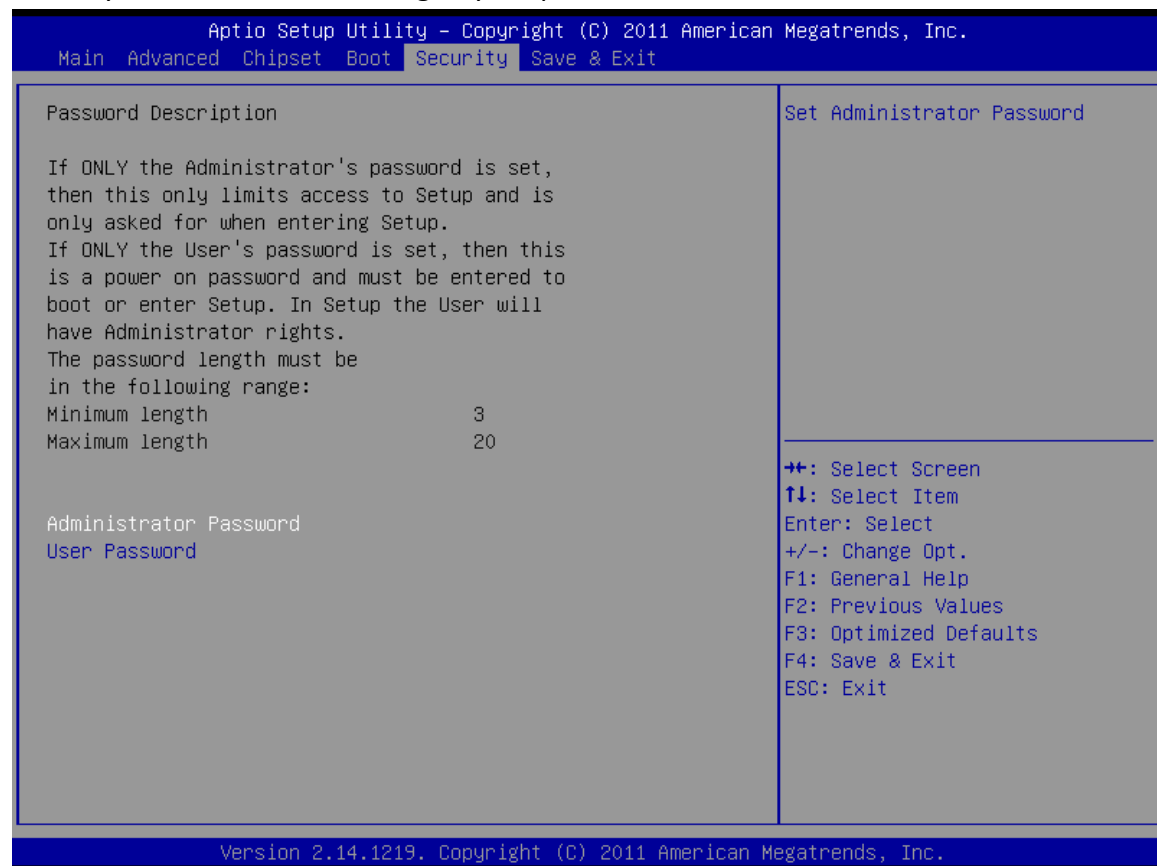 Aptio Setup Utility – Copyright (C) 2011 American Megatrends, Inc.
Main Advanced Chipset Boot Security Save & Exit
Password Description
If ONLY the Administrator's password is set,
then this only limits access to Setup and is
only asked for when entering Setup.
If ONLY the User's password is set, then this
is a power on password and must be entered to
boot or enter Setup. In Setup the User will
have Administrator rights.
The password length must be
in the following range:
Minimum length 3
Maximum length 20
Administrator Password
User Password
Set Administrator Password
→←: Select Screen
↑↓: Select Item
Enter: Select
+/-: Change Opt.
F1: General Help
F2: Previous Values
F3: Optimized Defaults
F4: Save & Exit
ESC: Exit
Version 2.14.1219. Copyright (C) 2011 American Megatrends, Inc.